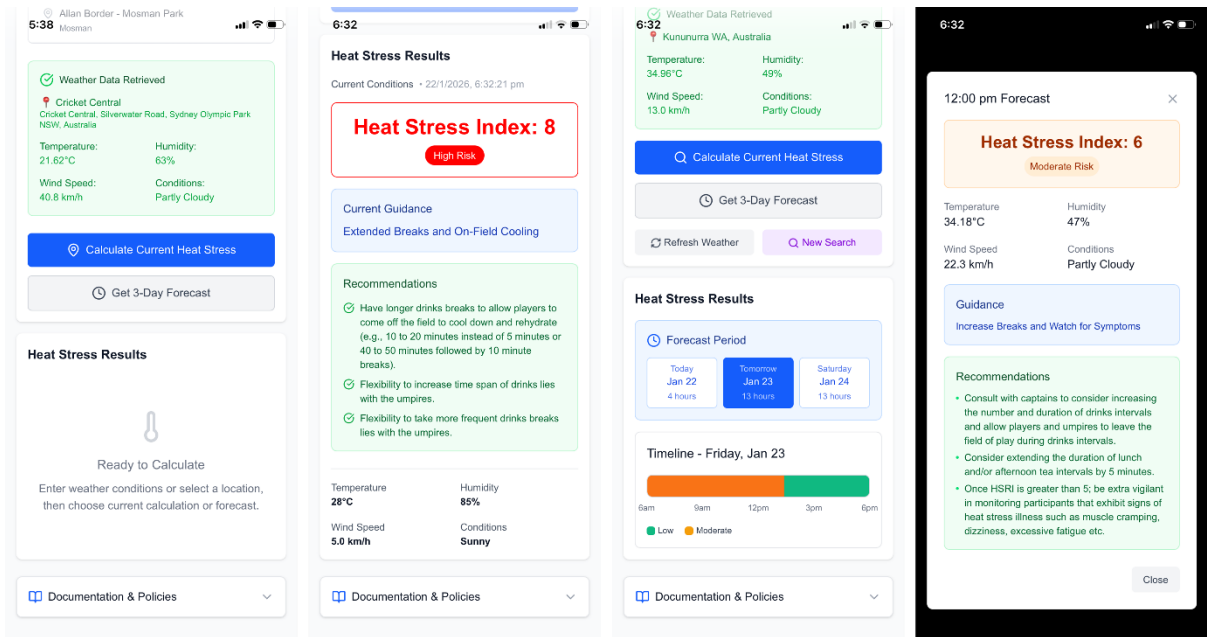 Allan Border - Mosman Park
5:38
Mosman
Weather Data Retrieved
Cricket Central
Cricket Central, Silverwater Road, Sydney Olympic Park
NSW, Australia
Temperature:
Humidity:
21.62°C
63%
Wind Speed:
Conditions:
40.8 km/h
Partly Cloudy
Calculate Current Heat Stress
Get 3-Day Forecast
Heat Stress Results
Ready to Calculate
Enter weather conditions or select a location,
then choose current calculation or forecast.
Documentation & Policies
6:32
Heat Stress Results
Current Conditions • 22/1/2026, 6:32:21 pm
Heat Stress Index: 8
High Risk
Current Guidance
Extended Breaks and On-Field Cooling
Recommendations
Have longer drinks breaks to allow players to
come off the field to cool down and rehydrate
(e.g., 10 to 20 minutes instead of 5 minutes or
40 to 50 minutes followed by 10 minute
breaks).
Flexibility to increase time span of drinks lies
with the umpires.
Flexibility to take more frequent drinks breaks
lies with the umpires.
Temperature
Humidity
28°C
85%
Wind Speed
Conditions
5.0 km/h
Sunny
Documentation & Policies
Weather Data Retrieved
6:32
Kununurra WA, Australia
Temperature:
Humidity:
34.96°C
49%
Wind Speed:
Conditions:
13.0 km/h
Partly Cloudy
Calculate Current Heat Stress
Get 3-Day Forecast
Refresh Weather
New Search
Heat Stress Results
Forecast Period
Today
Tomorrow
Saturday
Jan 22
Jan 23
Jan 24
4 hours
13 hours
13 hours
Timeline - Friday, Jan 23
6am 9am 12pm 3pm 6pm
Low Moderate
Documentation & Policies
6:32
12:00 pm Forecast
Heat Stress Index: 6
Moderate Risk
Temperature
Humidity
34.18°C
47%
Wind Speed
Conditions
22.3 km/h
Partly Cloudy
Guidance
Increase Breaks and Watch for Symptoms
Recommendations
• Consult with captains to consider increasing
the number and duration of drinks intervals
and allow players and umpires to leave the
field of play during drinks intervals.
• Consider extending the duration of lunch
and/or afternoon tea intervals by 5 minutes.
• Once HSRI is greater than 5; be extra vigilant
in monitoring participants that exhibit signs of
heat stress illness such as muscle cramping,
dizziness, excessive fatigue etc.
Close